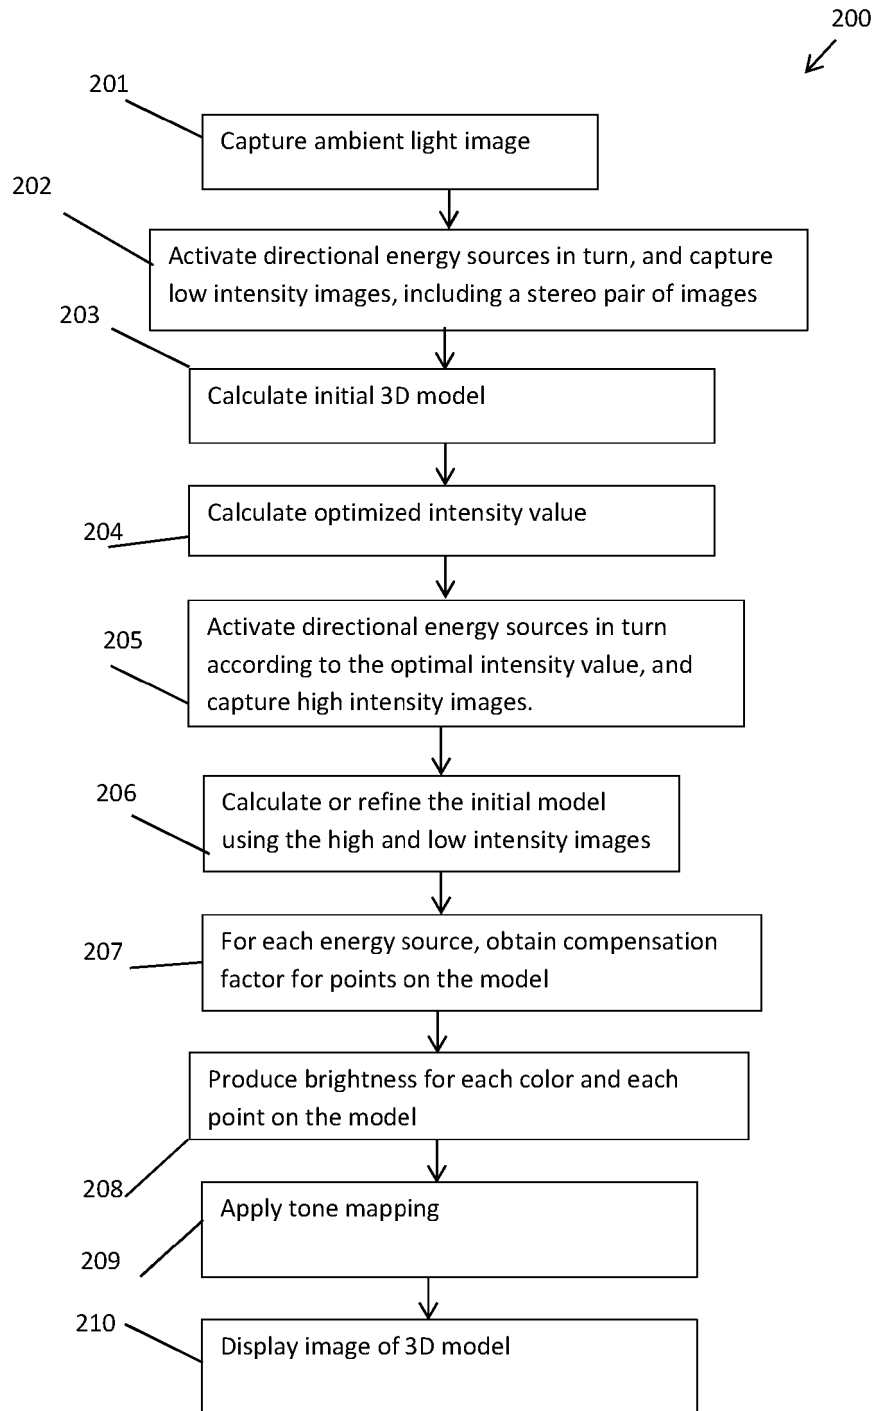 200
201
Capture ambient light image
202
Activate directional energy sources in turn, and capture
low intensity images, including a stereo pair of images
203
Calculate initial 3D model
204
Calculate optimized intensity value
205
Activate directional energy sources in turn
according to the optimal intensity value, and
capture high intensity images.
206
Calculate or refine the initial model
using the high and low intensity images
207
For each energy source, obtain compensation
factor for points on the model
208
Produce brightness for each color and each
point on the model
209
Apply tone mapping
210
Display image of 3D model